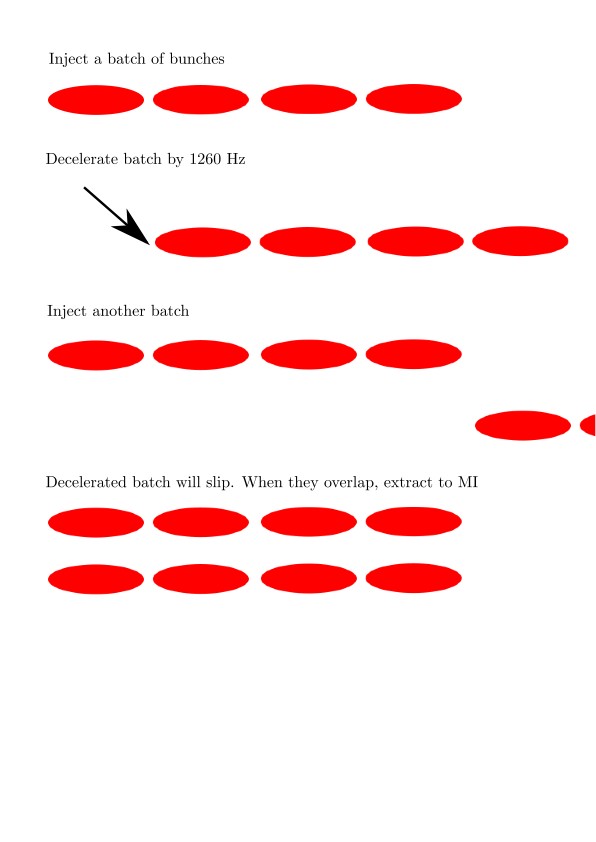 Inject a batch of bunches
Decelerate batch by 1260 Hz
Inject another batch
Decelerated batch will slip. When they overlap, extract to MI